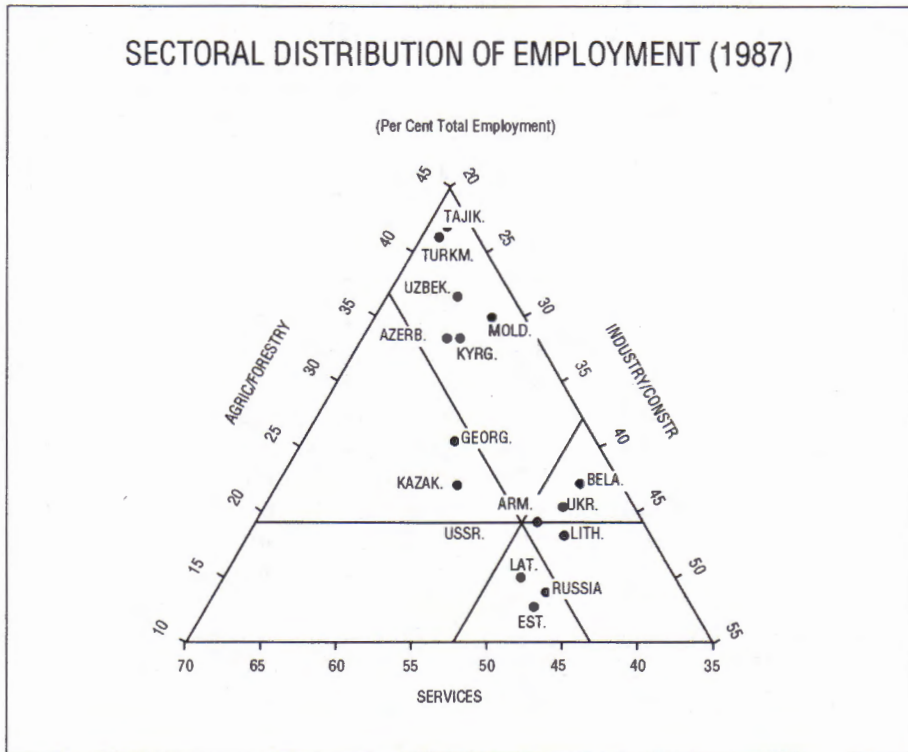 SECTORAL DISTRIBUTION OF EMPLOYMENT (1987)
(Per Cent Total Employment)
45 20
TAJIK.
40 25
TURKM.
UZBEK.
35 30
MOLD.
AZERB.
KYRG.
AGRIC/FORESTRY
INDUSTRY/CONSTR
30 35
GEORG.
25 40
KAZAK.
BELA.
ARM.
UKR.
20 45
USSR.
LITH.
LAT.
15 50
RUSSIA
EST.
10 55
70 65 60 55 50 45 40 35
SERVICES